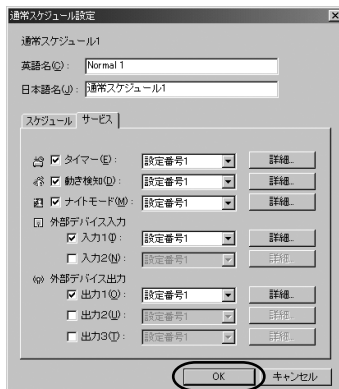 通常スケジュール設定
通常スケジュール1
英語名(C): Normal 1
日本語名(J): 通常スケジュール1
スケジュール サービス
タイマー(E): 設定番号1 詳細...
動き検知(D): 設定番号1 詳細...
ナイトモード(M): 設定番号1 詳細...
外部デバイス入力
入力1(I): 設定番号1 詳細...
入力2(N): 設定番号1 詳細...
外部デバイス出力
出力1(O): 設定番号1 詳細...
出力2(U): 設定番号1 詳細...
出力3(T): 設定番号1 詳細...
OK キャンセル